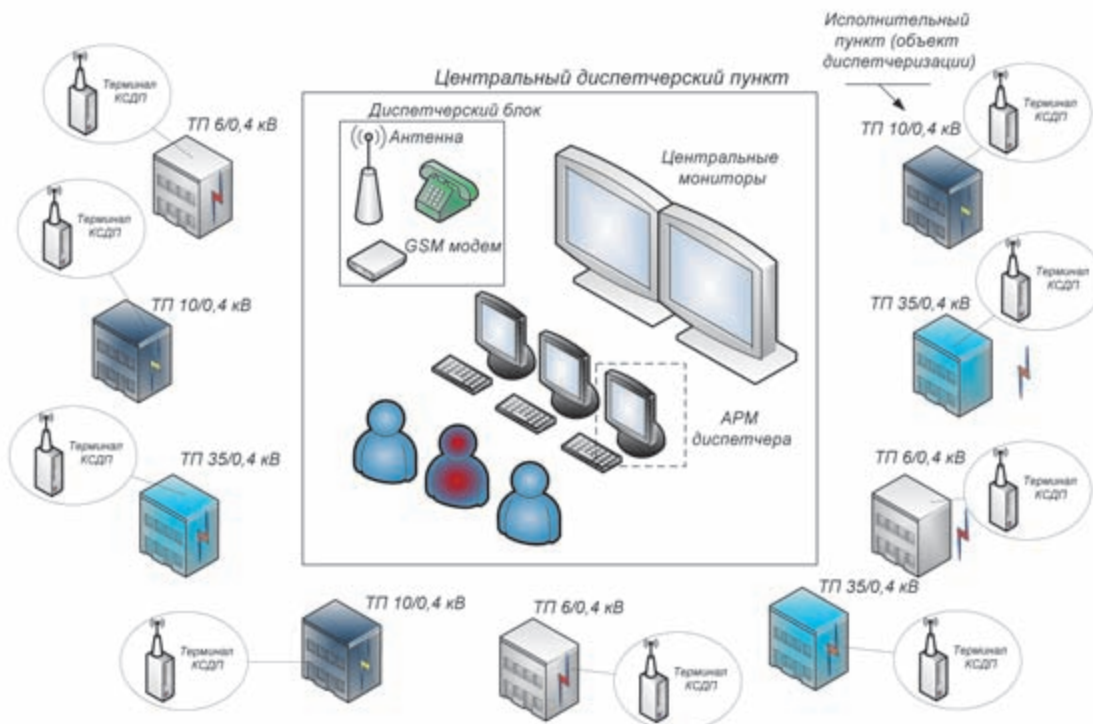 Исполнительный
пункт (объект
диспетчеризации)
Центральный диспетчерский пункт
Диспетчерский блок
Антенна
GSM модем
Центральные
мониторы
АРМ
диспетчера
Терминал
КСДП
ТП 6/0,4 кВ
Терминал
КСДП
ТП 10/0,4 кВ
Терминал
КСДП
ТП 35/0,4 кВ
Терминал
КСДП
ТП 10/0,4 кВ
Терминал
КСДП
ТП 6/0,4 кВ
Терминал
КСДП
ТП 35/0,4 кВ
Терминал
КСДП
ТП 10/0,4 кВ
Терминал
КСДП
ТП 35/0,4 кВ
Терминал
КСДП
ТП 6/0,4 кВ